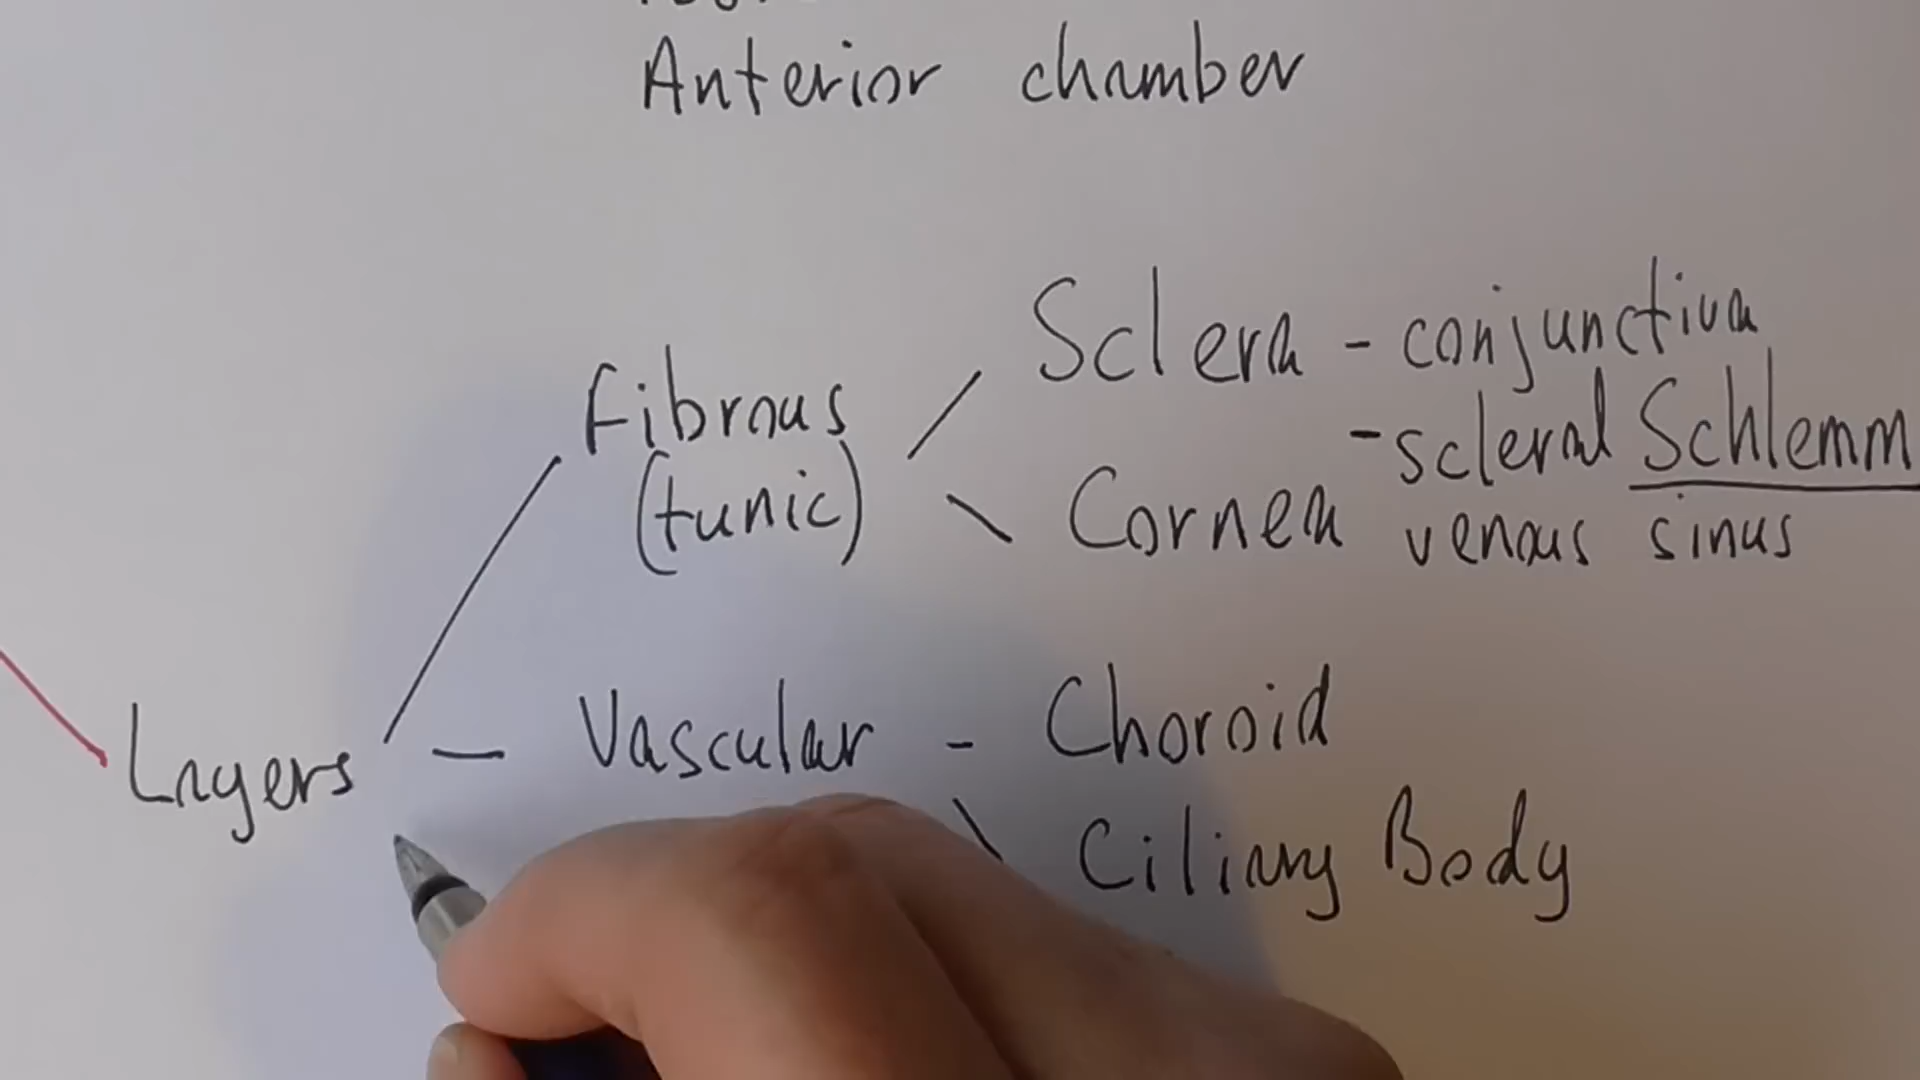 Anterior chamber
Sclera - conjunctiva
Fibrous
- scleral Schlemm
(tunic)
Cornea venous sinus
Layers — Vascular - Choroid
Ciliary Body